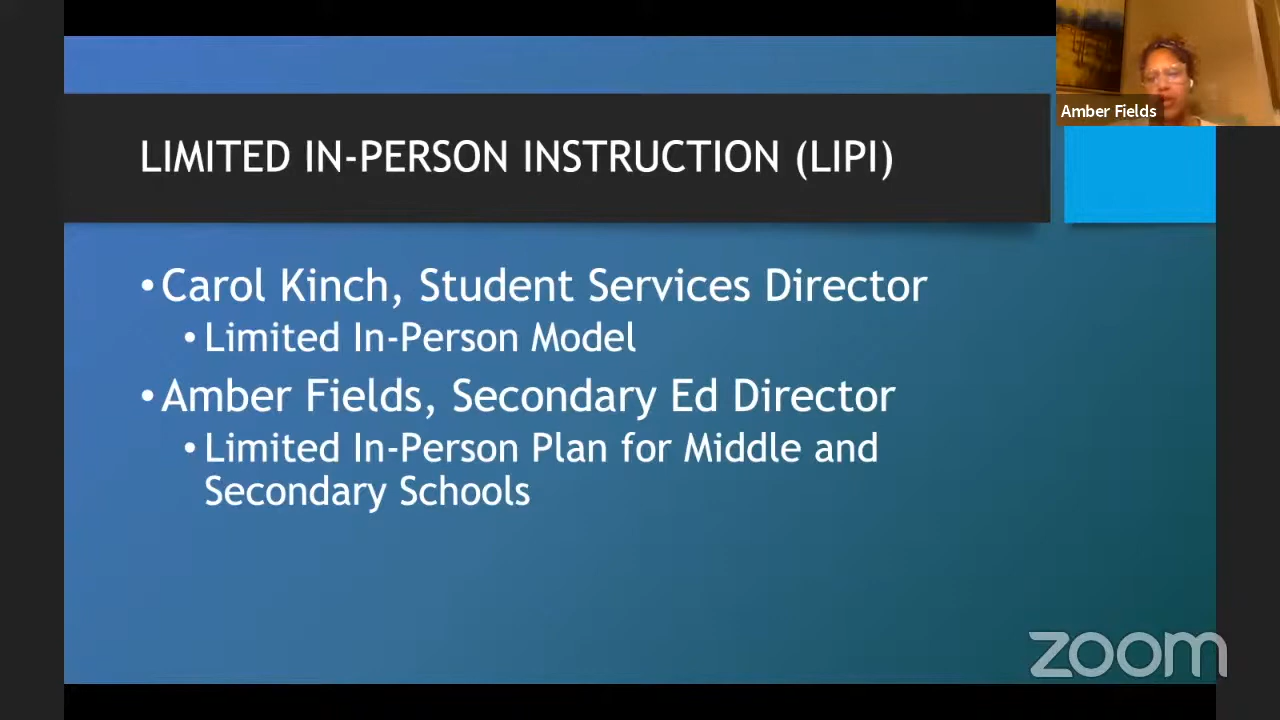 Amber Fields
LIMITED IN-PERSON INSTRUCTION (LIPI)
•Carol Kinch, Student Services Director
•Limited In-Person Model
•Amber Fields, Secondary Ed Director
•Limited In-Person Plan for Middle and
Secondary Schools
zoom